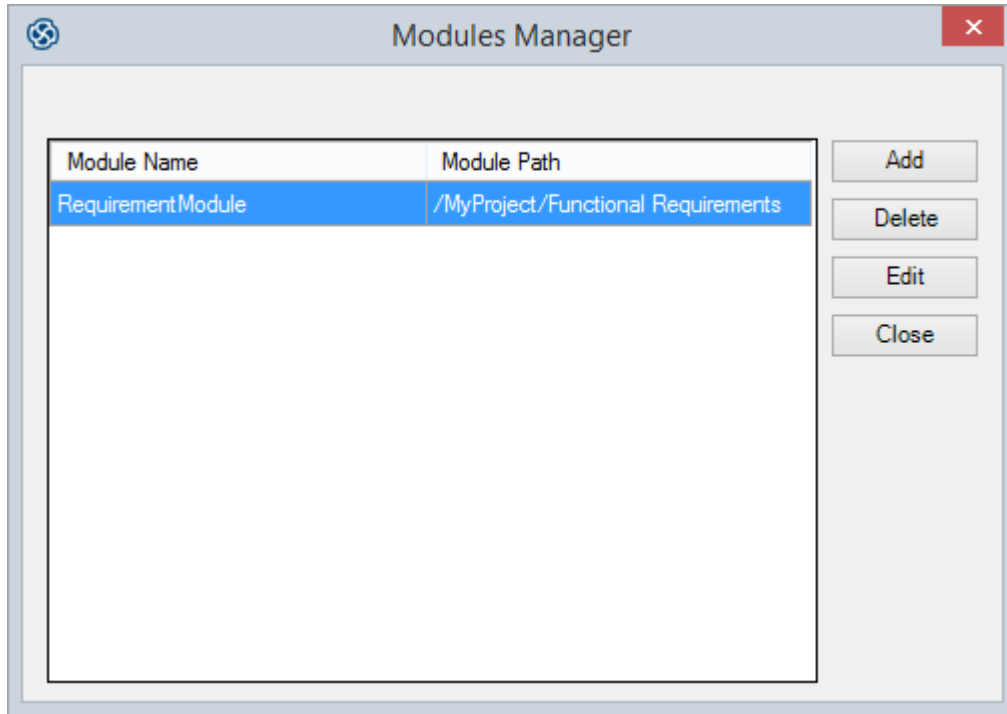 Modules Manager
Module Name Module Path Add
RequirementModule /MyProject/Functional Requirements
Delete
Edit
Close